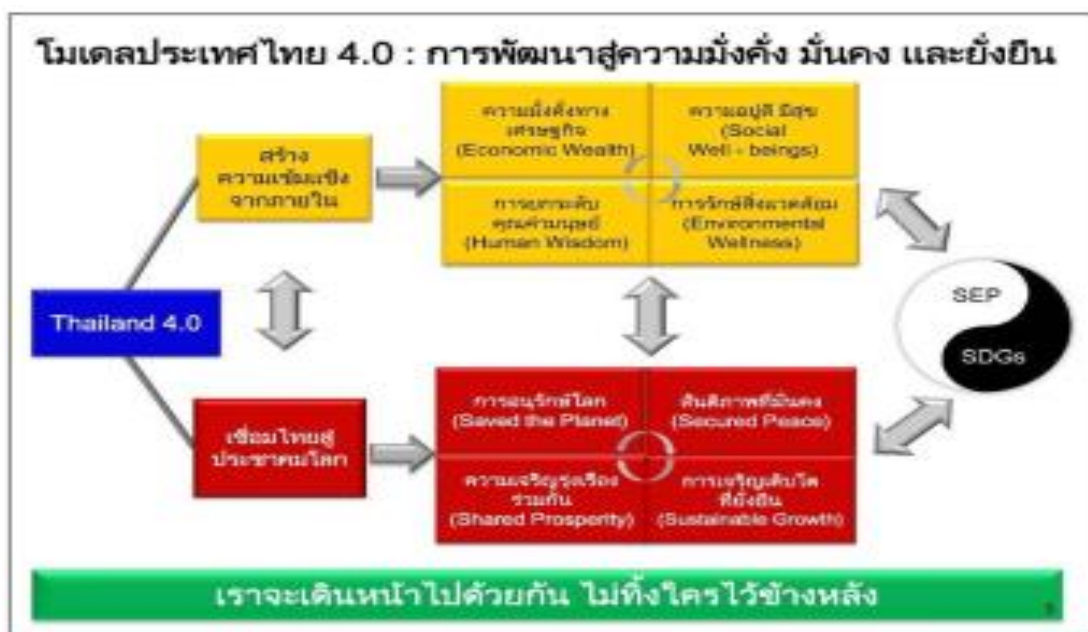 โมเดลประเทศไทย 4.0 : การพัฒนาสู่ความมั่งคั่ง มั่นคง และยั่งยืน
สร้าง
ความเข้มแข็ง
จากภายใน
ความมั่งคั่งทาง
เศรษฐกิจ
(Economic Wealth)
ความอยู่ดี มีสุข
(Social
Well - beings)
การยกระดับ
คุณค่ามนุษย์
(Human Wisdom)
การรักษ์สิ่งแวดล้อม
(Environmental
Wellness)
Thailand 4.0
SEP
SDGs
เชื่อมไทยสู่
ประชาคมโลก
การอนุรักษ์โลก
(Saved the Planet)
สันติภาพที่มั่นคง
(Secured Peace)
ความเจริญรุ่งเรือง
ร่วมกัน
(Shared Prosperity)
การเจริญเติบโต
ที่ยั่งยืน
(Sustainable Growth)
เราจะเดินหน้าไปด้วยกัน ไม่ทิ้งใครไว้ข้างหลัง